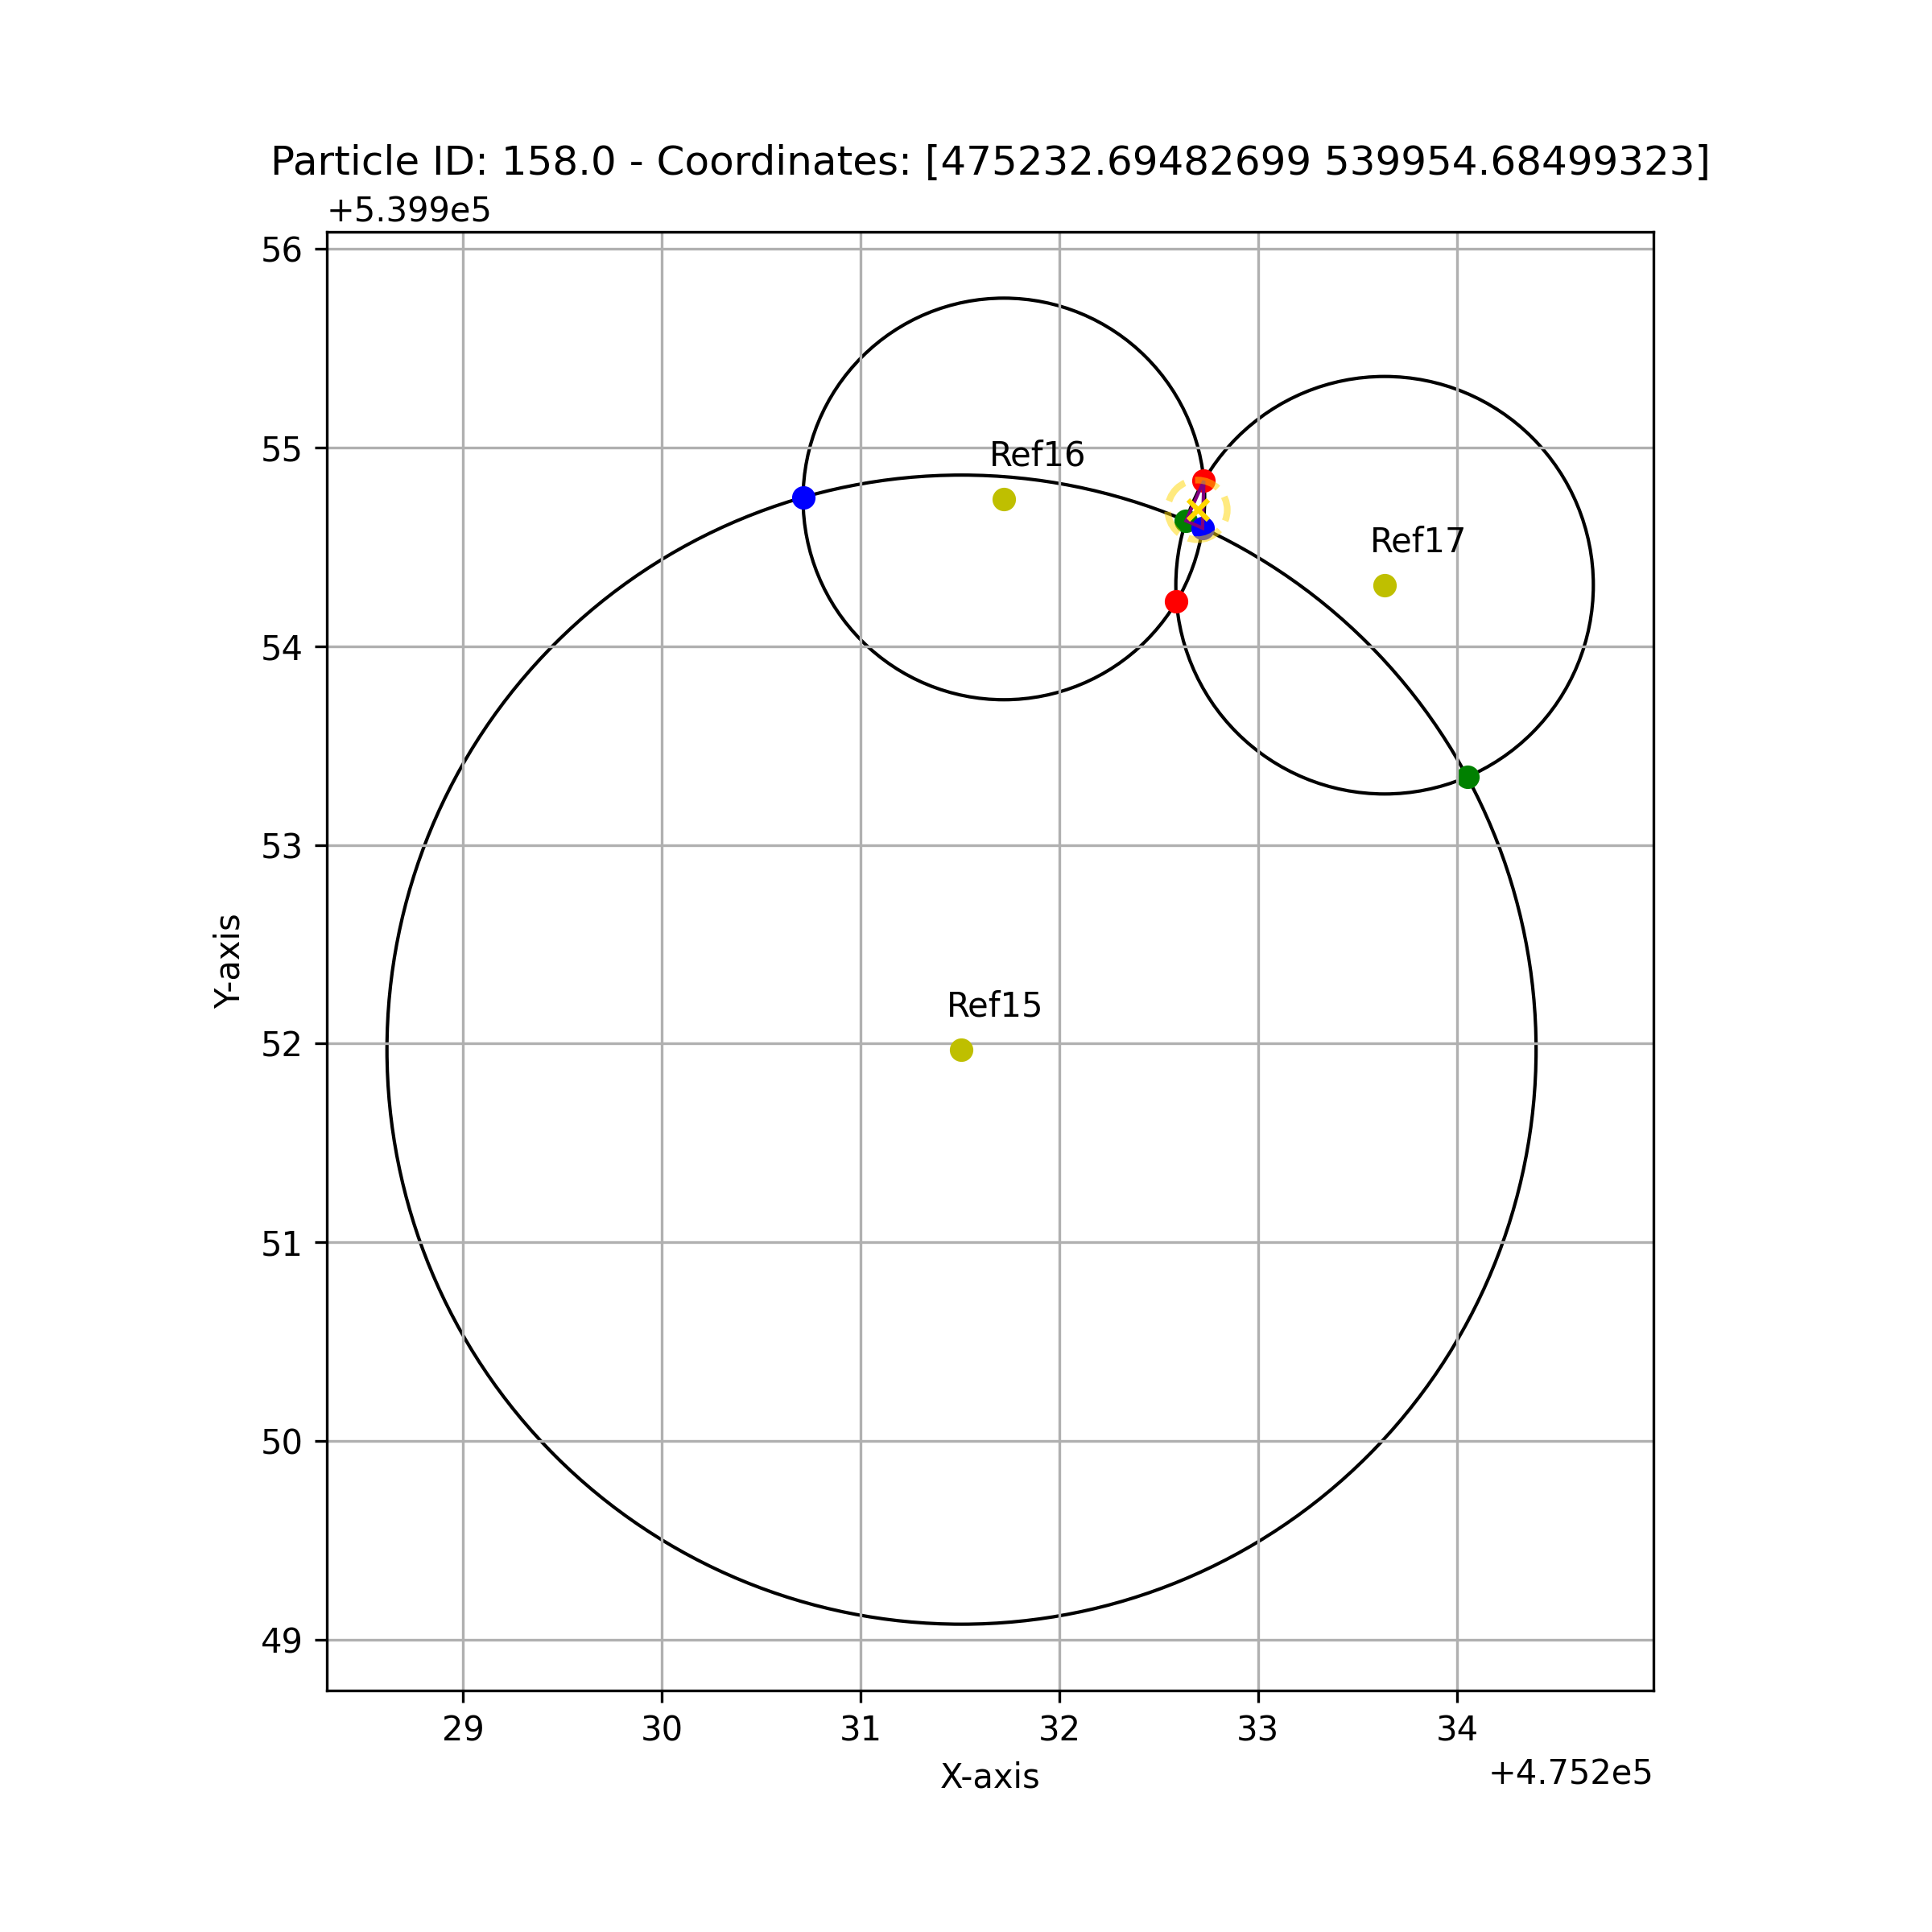 Particle ID: 158.0 - Coordinates: [475232.69482699 539954.68499323]
+5.399e5
56
55
54
53
52
51
50
49
Y-axis
Ref16
Ref17
Ref15
29 30 31 32 33 34
X-axis
+4.752e5